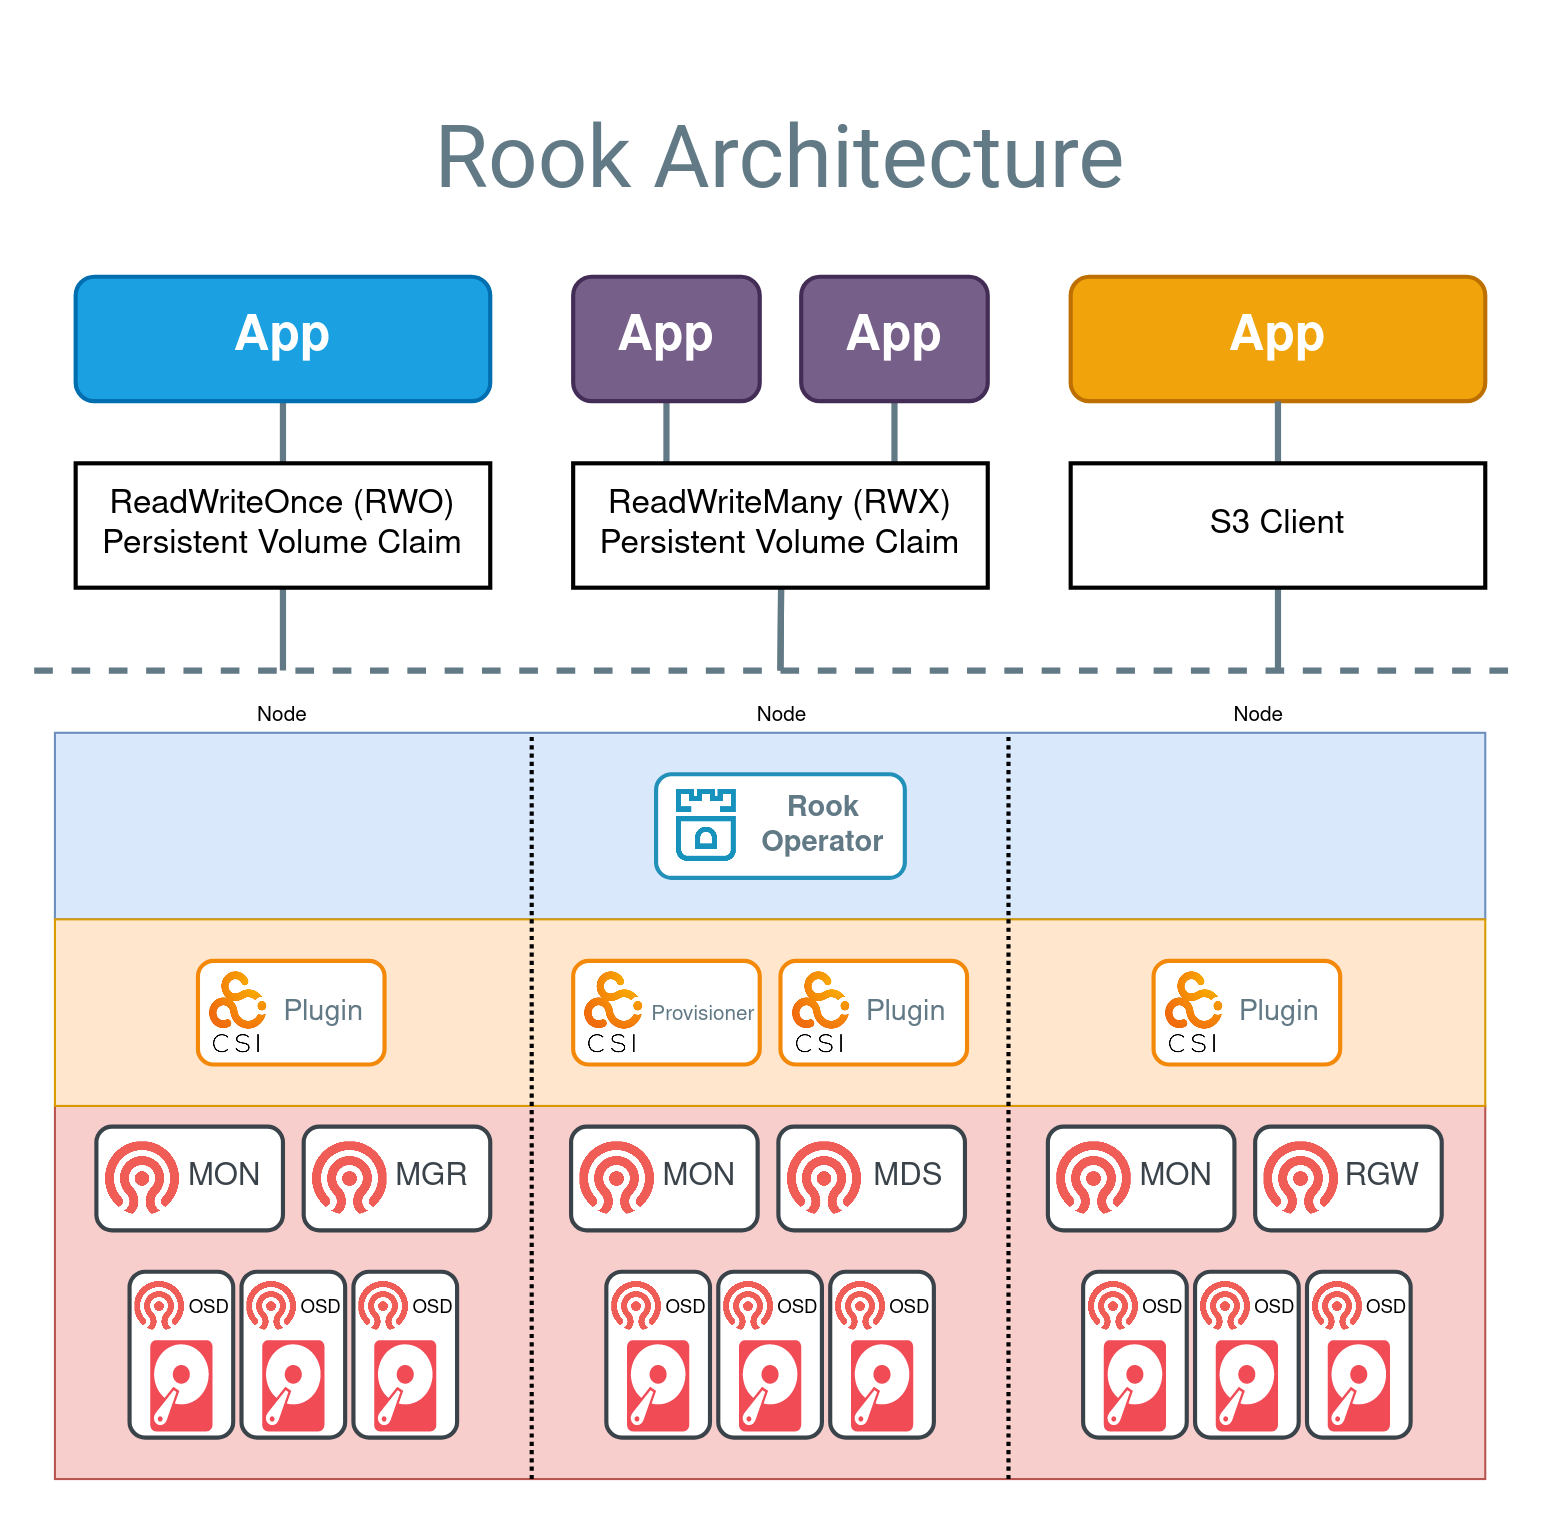 Rook Architecture
App
App
App
App
ReadWriteOnce (RWO)
Persistent Volume Claim
ReadWriteMany (RWX)
Persistent Volume Claim
S3 Client
Node
Node
Node
Rook
Operator
CSI
Plugin
CSI
Provisioner
CSI
Plugin
CSI
Plugin
MON
MGR
MON
MDS
MON
RGW
OSD
OSD
OSD
OSD
OSD
OSD
OSD
OSD
OSD